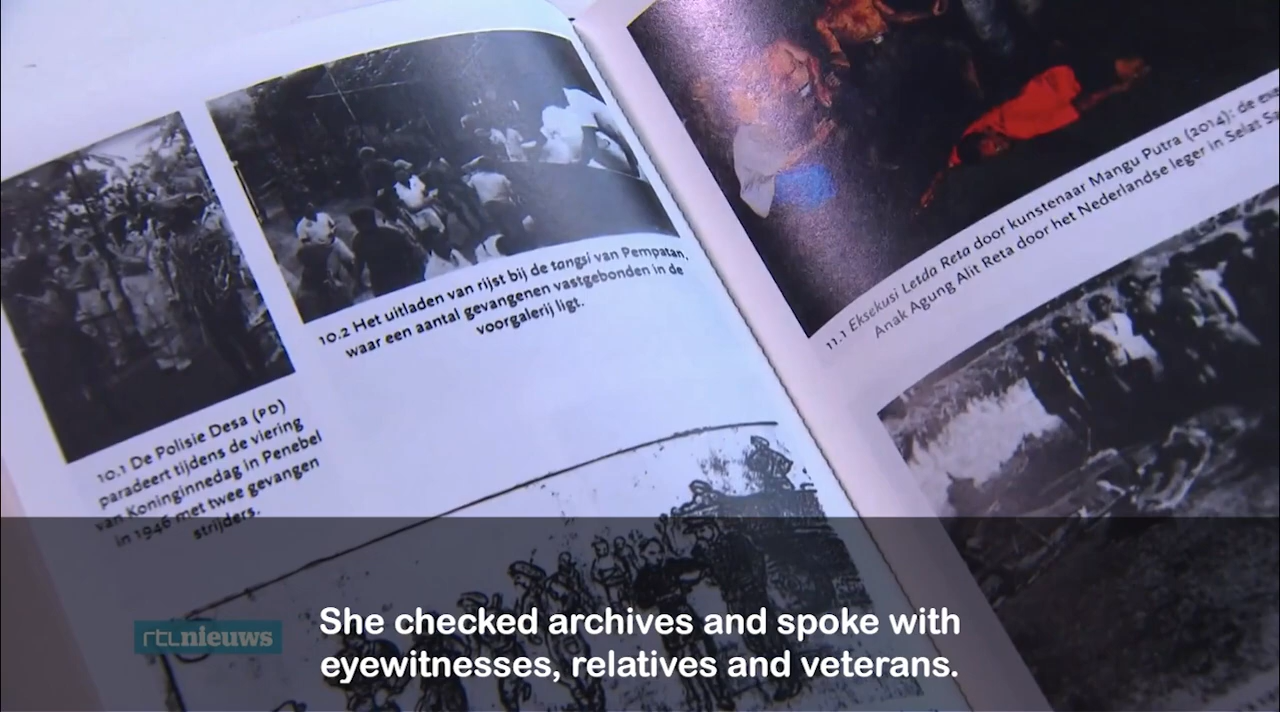 10.1 De Polisie Desa (PD)
paradeert tijdens de viering
van Koninginnedag in Penebel
in 1946 met twee gevangen
strijders.
10.2 Het uitladen van rijst bij de tangsi van Pempatan,
waar een aantal gevangenen vastgebonden in de
voorgalerij ligt.
11.1 Eksekusi Letda Reta door kunstenaar Mangu Putra (2014): de
Anak Agung Alit Reta door het Nederlandse leger in Selat
rtl nieuws
She checked archives and spoke with
eyewitnesses, relatives and veterans.